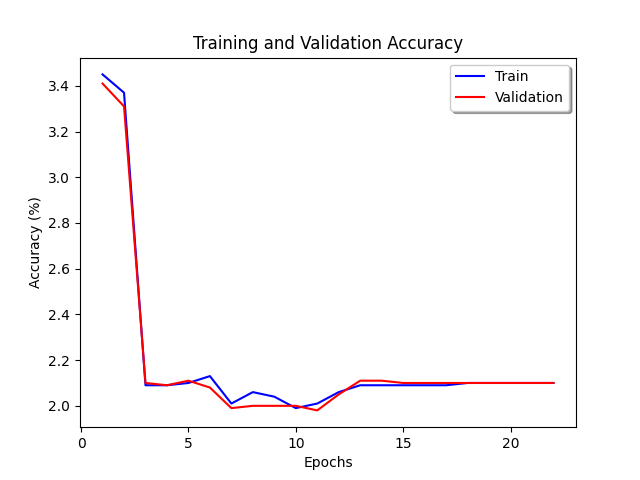 Training and Validation Accuracy
Train
Validation
Accuracy (%)
3.4
3.2
3.0
2.8
2.6
2.4
2.2
2.0
0 5 10 15 20
Epochs